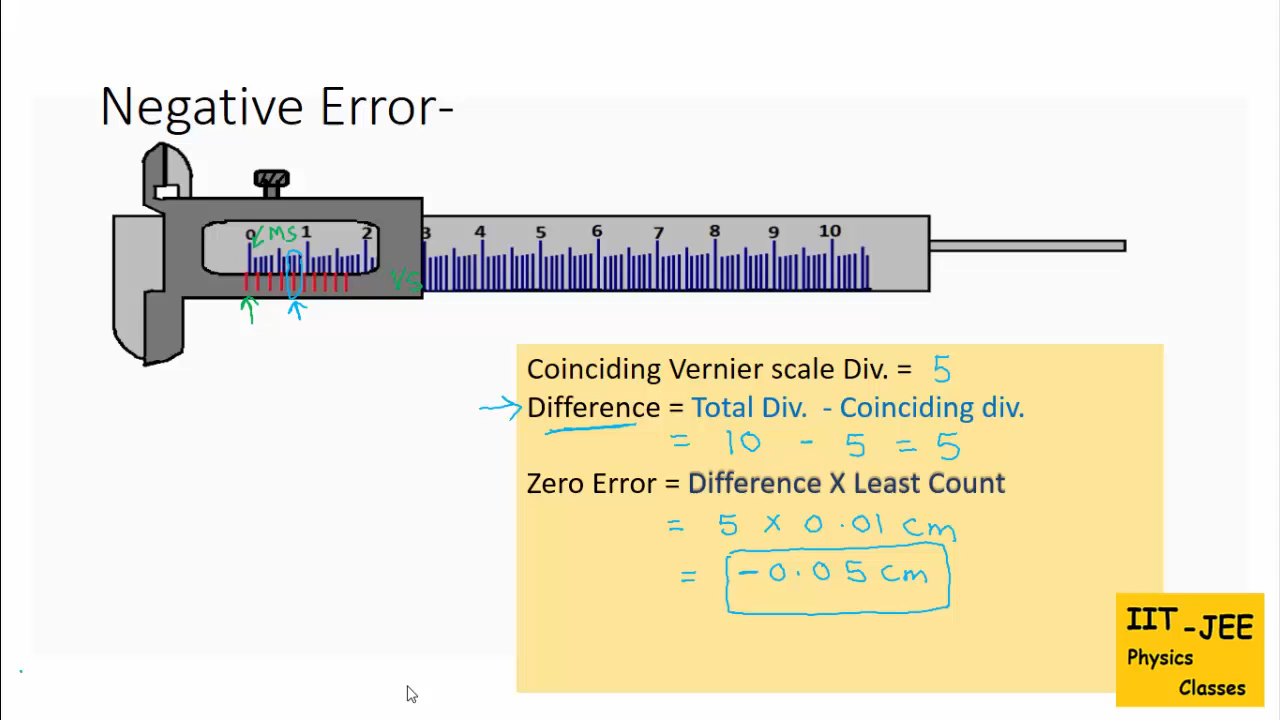 Negative Error-
0 1 2 3 4 5 6 7 8 9 10
MS
VS
Coinciding Vernier scale Div. = 5
Difference = Total Div. - Coinciding div.
= 10 - 5 = 5
Zero Error = Difference X Least Count
= 5 x 0.01 cm
= -0.05 cm
IIT-JEE
Physics
Classes